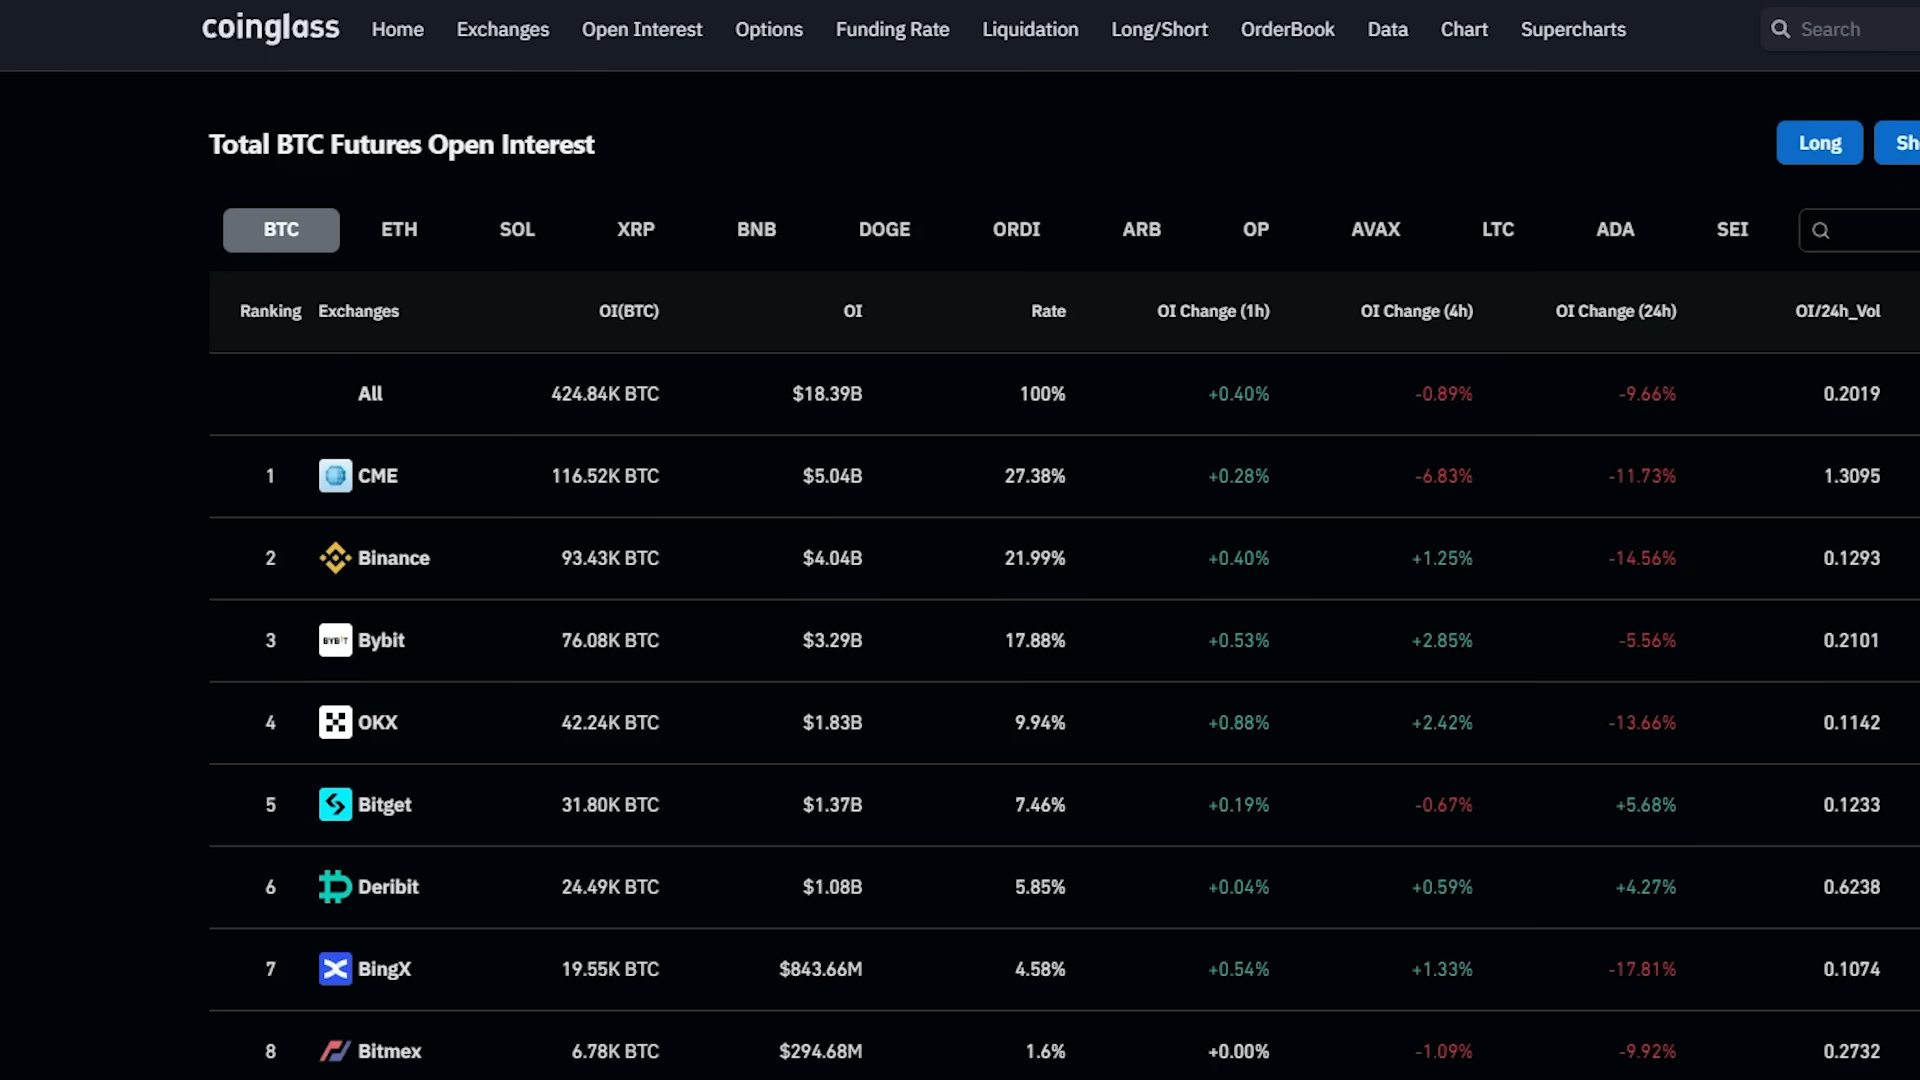 coinglass Home Exchanges Open Interest Options Funding Rate Liquidation Long/Short OrderBook Data Chart Supercharts Search
Total BTC Futures Open Interest Long Sh
BTC ETH SOL XRP BNB DOGE ORDI ARB OP AVAX LTC ADA SEI
Ranking Exchanges OI(BTC) OI Rate OI Change (1h) OI Change (4h) OI Change (24h) OI/24h_Vol
All 424.84K BTC $18.39B 100% +0.40% -0.89% -9.66% 0.2019
1 CME 116.52K BTC $5.04B 27.38% +0.28% -6.83% -11.73% 1.3095
2 Binance 93.43K BTC $4.04B 21.99% +0.40% +1.25% -14.56% 0.1293
3 BYBIT Bybit 76.08K BTC $3.29B 17.88% +0.53% +2.85% -5.56% 0.2101
4 OKX 42.24K BTC $1.83B 9.94% +0.88% +2.42% -13.66% 0.1142
5 Bitget 31.80K BTC $1.37B 7.46% +0.19% -0.67% +5.68% 0.1233
6 Deribit 24.49K BTC $1.08B 5.85% +0.04% +0.59% +4.27% 0.6238
7 BingX 19.55K BTC $843.66M 4.58% +0.54% +1.33% -17.81% 0.1074
8 Bitmex 6.78K BTC $294.68M 1.6% +0.00% -1.09% -9.92% 0.2732